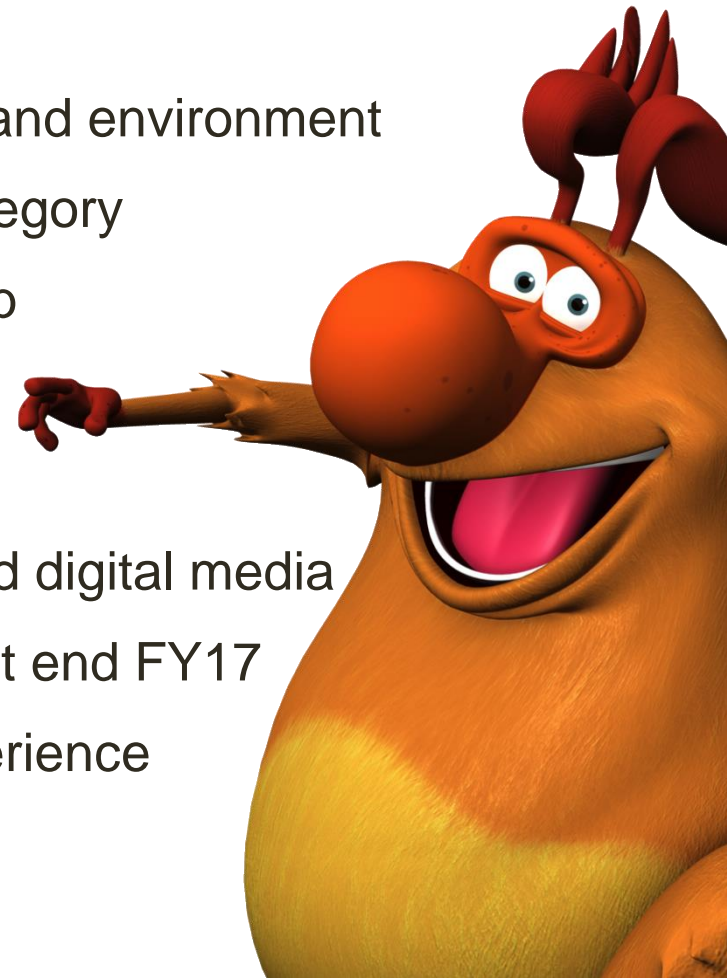 and environment
egory
o
d digital media
t end FY17
erience